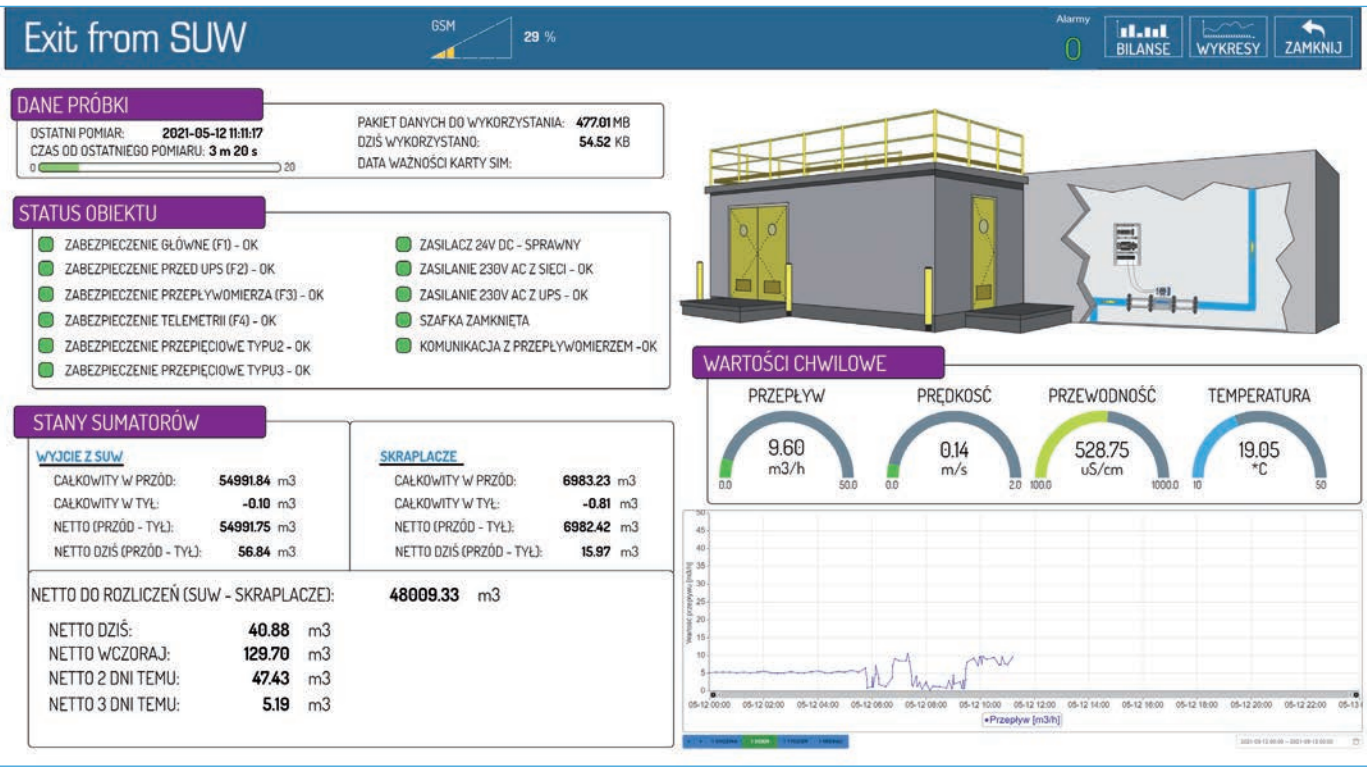 Exit from SUW
GSM
29 %
Alarmy
0
BILANSE
WYKRESY
ZAMKNIJ
DANE PRÓBKI
OSTATNI POMIAR: 2021-05-12 11:11:17
CZAS OD OSTATNIEGO POMIARU: 3 m 20 s
0 20
PAKIET DANYCH DO WYKORZYSTANIA: 477.01 MB
DZIŚ WYKORZYSTANO: 54.52 KB
DATA WAŻNOŚCI KARTY SIM:
STATUS OBIEKTU
ZABEZPIECZENIE GŁÓWNE (F1) - OK
ZABEZPIECZENIE PRZED UPS (F2) - OK
ZABEZPIECZENIE PRZEPŁYWOMIERZA (F3) - OK
ZABEZPIECZENIE TELEMETRII (F4) - OK
ZABEZPIECZENIE PRZEPIĘCIOWE TYPU2 - OK
ZABEZPIECZENIE PRZEPIĘCIOWE TYPU3 - OK
ZASILACZ 24V DC - SPRAWNY
ZASILANIE 230V AC Z SIECI - OK
ZASILANIE 230V AC Z UPS - OK
SZAFKA ZAMKNIĘTA
KOMUNIKACJA Z PRZEPŁYWOMIERZEM -OK
STANY SUMATORÓW
WYJCIE Z SUW
CAŁKOWITY W PRZÓD: 54991.84 m3
CAŁKOWITY W TYŁ: -0.10 m3
NETTO (PRZÓD - TYŁ): 54991.75 m3
NETTO DZIŚ (PRZÓD - TYŁ): 56.84 m3
SKRAPLACZE
CAŁKOWITY W PRZÓD: 6983.23 m3
CAŁKOWITY W TYŁ: -0.81 m3
NETTO (PRZÓD - TYŁ): 6982.42 m3
NETTO DZIŚ (PRZÓD - TYŁ): 15.97 m3
NETTO DO ROZLICZEŃ (SUW - SKRAPLACZE): 48009.33 m3
NETTO DZIŚ: 40.88 m3
NETTO WCZORAJ: 129.70 m3
NETTO 2 DNI TEMU: 47.43 m3
NETTO 3 DNI TEMU: 5.19 m3
WARTOŚCI CHWILOWE
PRZEPŁYW
9.60
m3/h
0.0 50.0
PRĘDKOSĆ
0.14
m/s
0.0 2.0
PRZEWODNOŚĆ
528.75
uS/cm
100.0 1000.0
TEMPERATURA
19.05
*C
10 50
Wartość przepływu [m3/h]
50
45
40
35
30
25
20
15
10
5
0
05-12 00:00 05-12 02:00 05-12 04:00 05-12 06:00 05-12 08:00 05-12 10:00 05-12 12:00 05-12 14:00 05-12 16:00 05-12 18:00 05-12 20:00 05-12 22:00 05-13
Przepływ [m3/h]